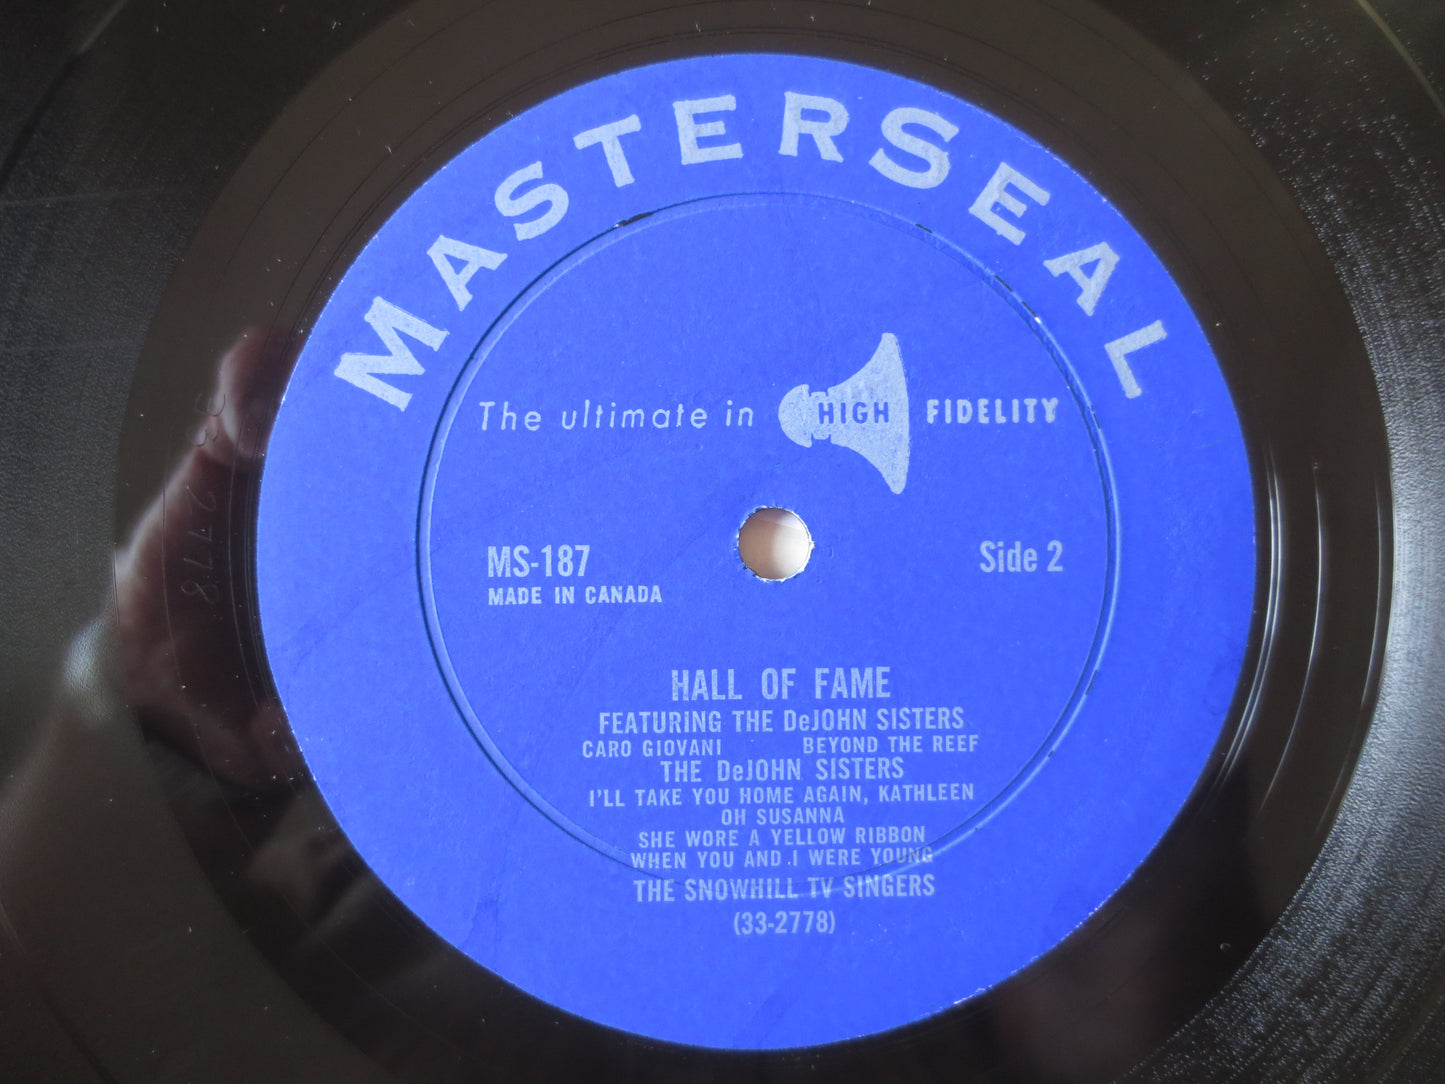 MASTERSEAL
The ultimate in HIGH FIDELITY
MS-187
Side 2
MADE IN CANADA
HALL OF FAME
FEATURING THE DeJOHN SISTERS
CARO GIOVANI BEYOND THE REEF
THE DeJOHN SISTERS
I'LL TAKE YOU HOME AGAIN, KATHLEEN
OH SUSANNA
SHE WORE A YELLOW RIBBON
WHEN YOU AND I WERE YOUNG
THE SNOWHILL TV SINGERS
(33-2778)
33 2778